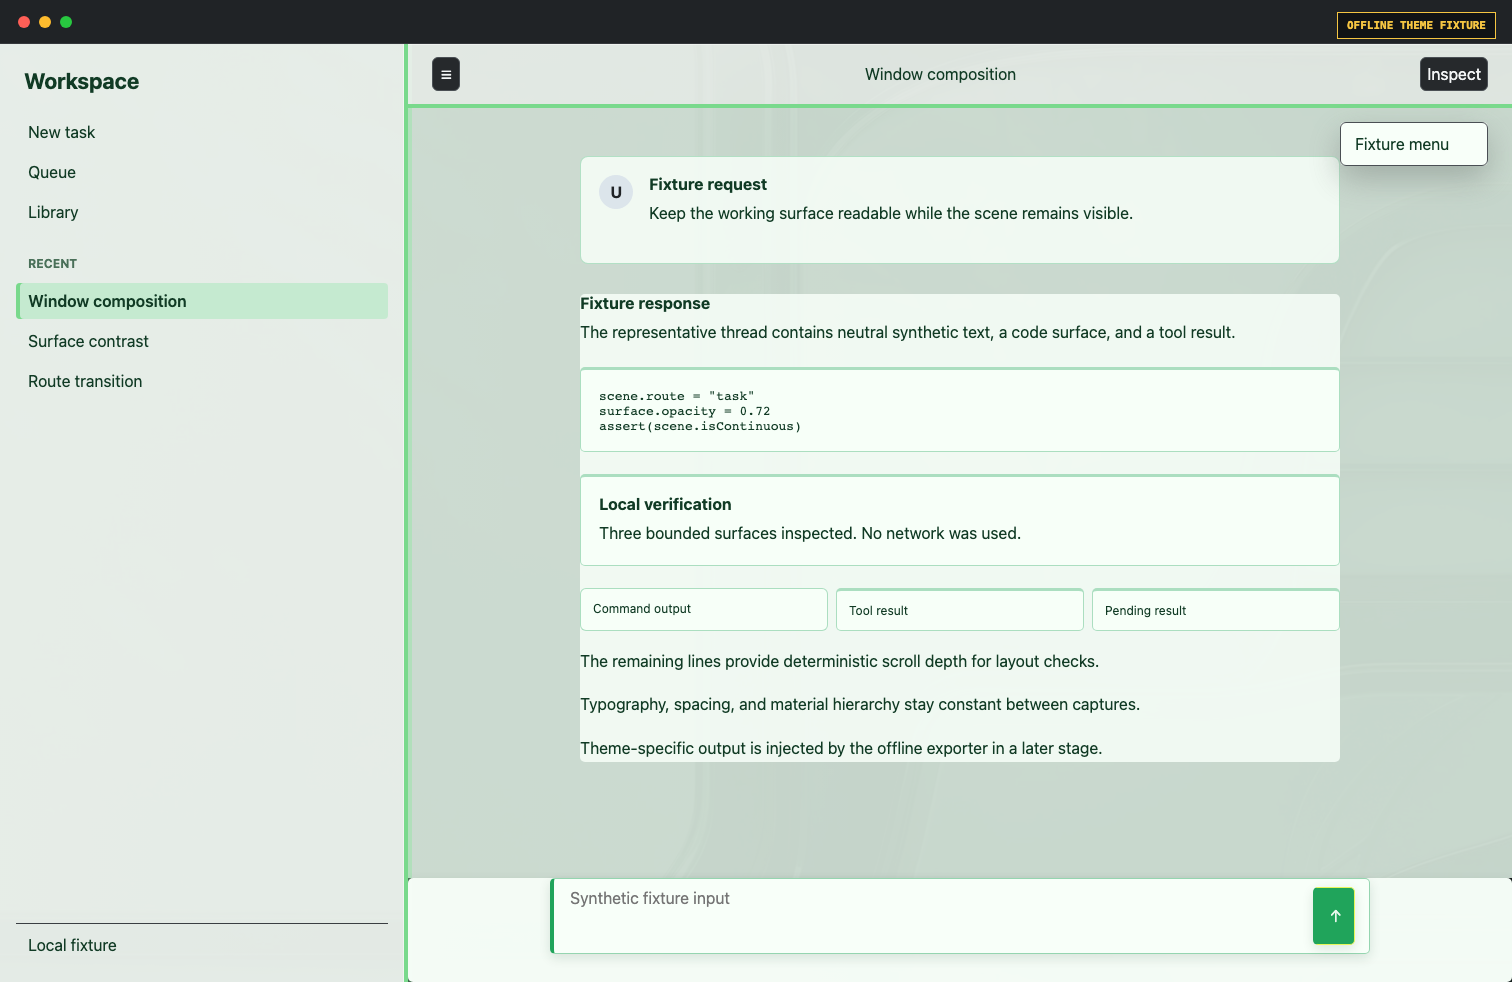 OFFLINE THEME FIXTURE
Workspace
New task
Queue
Library
RECENT
Window composition
Surface contrast
Route transition
Local fixture
Window composition
Inspect
Fixture menu
U
Fixture request
Keep the working surface readable while the scene remains visible.
Fixture response
The representative thread contains neutral synthetic text, a code surface, and a tool result.
scene.route = "task"
surface.opacity = 0.72
assert(scene.isContinuous)
Local verification
Three bounded surfaces inspected. No network was used.
Command output
Tool result
Pending result
The remaining lines provide deterministic scroll depth for layout checks.
Typography, spacing, and material hierarchy stay constant between captures.
Theme-specific output is injected by the offline exporter in a later stage.
Synthetic fixture input